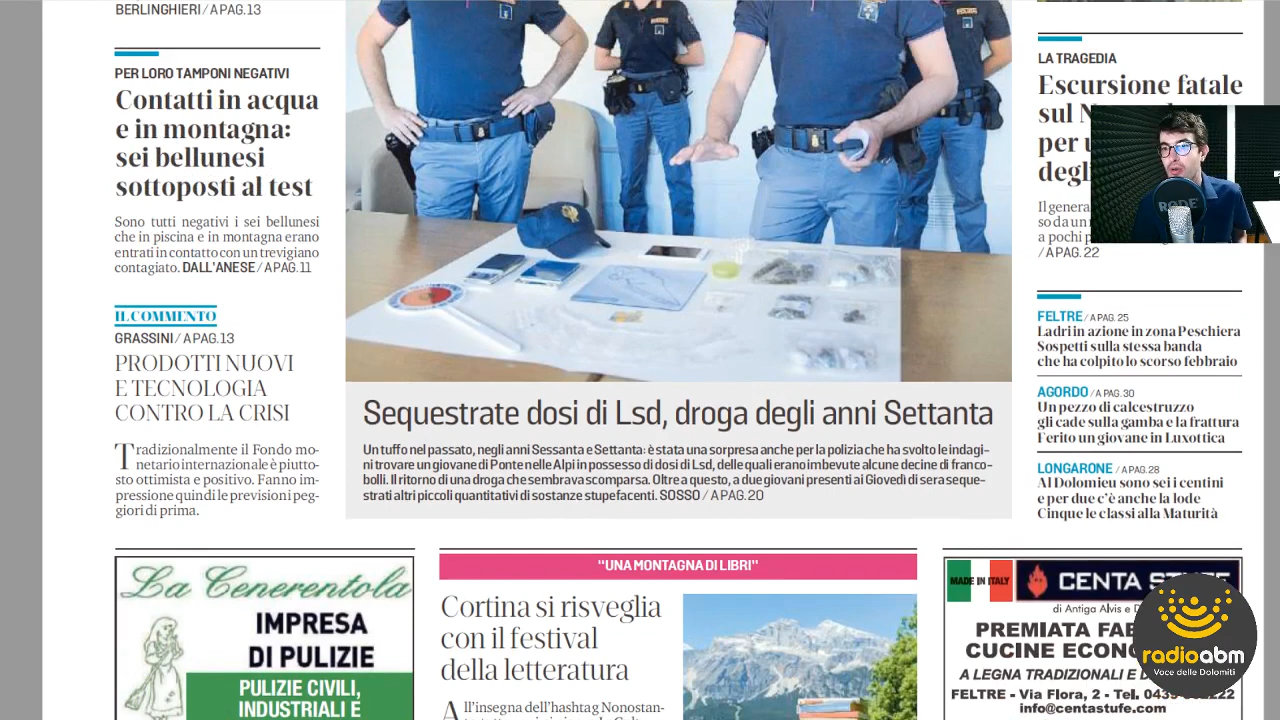 BERLINGHIERI / A PAG. 13
PER LORO TAMPONI NEGATIVI
Contatti in acqua
e in montagna:
sei bellunesi
sottoposti al test
Sono tutti negativi i sei bellunesi
che in piscina e in montagna erano
entrati in contatto con un trevigiano
contagiato. DALL'ANESE / A PAG. 11
IL COMMENTO
GRASSINI / A PAG. 13
PRODOTTI NUOVI
E TECNOLOGIA
CONTRO LA CRISI
Tradizionalmente il Fondo mo-
netario internazionale è piutto-
sto ottimista e positivo. Fanno im-
pressione quindi le previsioni peg-
giori di prima.
Sequestrate dosi di Lsd, droga degli anni Settanta
Un tuffo nel passato, negli anni Sessanta e Settanta: è stata una sorpresa anche per la polizia che ha svolto le indagi-
ni trovare un giovane di Ponte nelle Alpi in possesso di dosi di Lsd, delle quali erano imbevute alcune decine di franco-
bolli. Il ritorno di una droga che sembrava scomparsa. Oltre a questo, a due giovani presenti ai Giovedì di sera seque-
strati altri piccoli quantitativi di sostanze stupefacenti. SOSSO / A PAG. 20
LA TRAGEDIA
Escursione fatale
sul
per
degl
Il genera
so da un
a pochi p
/ A PAG. 22
RODE
FELTRE / A PAG. 25
Ladri in azione in zona Peschiera
Sospetti sulla stessa banda
che ha colpito lo scorso febbraio
AGORDO / A PAG. 30
Un pezzo di calcestruzzo
gli cade sulla gamba e la frattura
Ferito un giovane in Luxottica
LONGARONE / A PAG. 28
Al Dolomieu sono sei i centini
e per due c'è anche la lode
Cinque le classi alla Maturità
La Cenerentola
IMPRESA
DI PULIZIE
PULIZIE CIVILI,
INDUSTRIALI E
"UNA MONTAGNA DI LIBRI"
Cortina si risveglia
con il festival
della letteratura
All'insegna dell'hashtag Nonostan-
MADE IN ITALY
CENTA STUFE
di Antiga Alvis e D
PREMIATA FAB
CUCINE ECONO
A LEGNA TRADIZIONALI E D
FELTRE - Via Flora, 2 - Tel. 0439
info@centastufe.com
radioabm
Voce delle Dolomiti